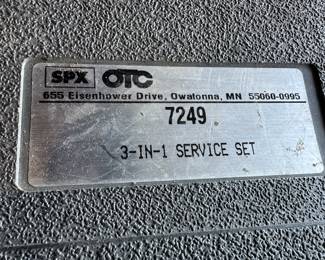 SPX OTC
655 Eisenhower Drive, Owatonna, MN 55060-0995
7249
3-IN-1 SERVICE SET